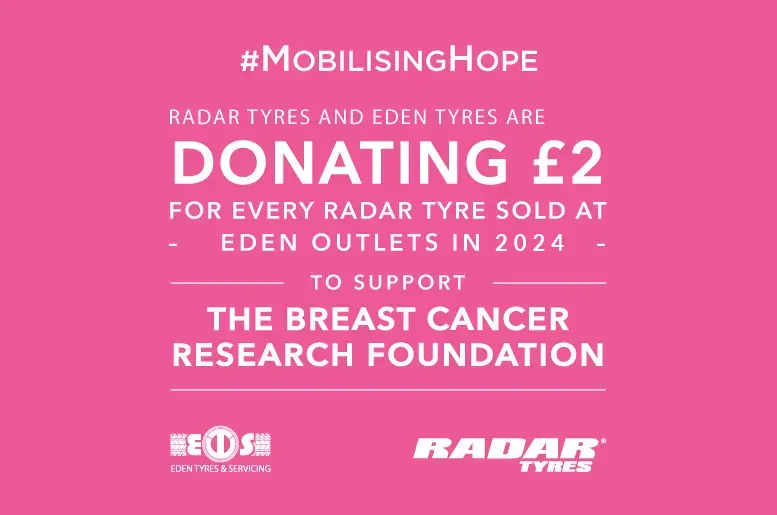 #MobilisingHope
RADAR TYRES AND EDEN TYRES ARE
DONATING £2
FOR EVERY RADAR TYRE SOLD AT
- EDEN OUTLETS IN 2024 -
TO SUPPORT
THE BREAST CANCER
RESEARCH FOUNDATION
ETS
EDEN TYRES & SERVICING
RADAR®
TYRES